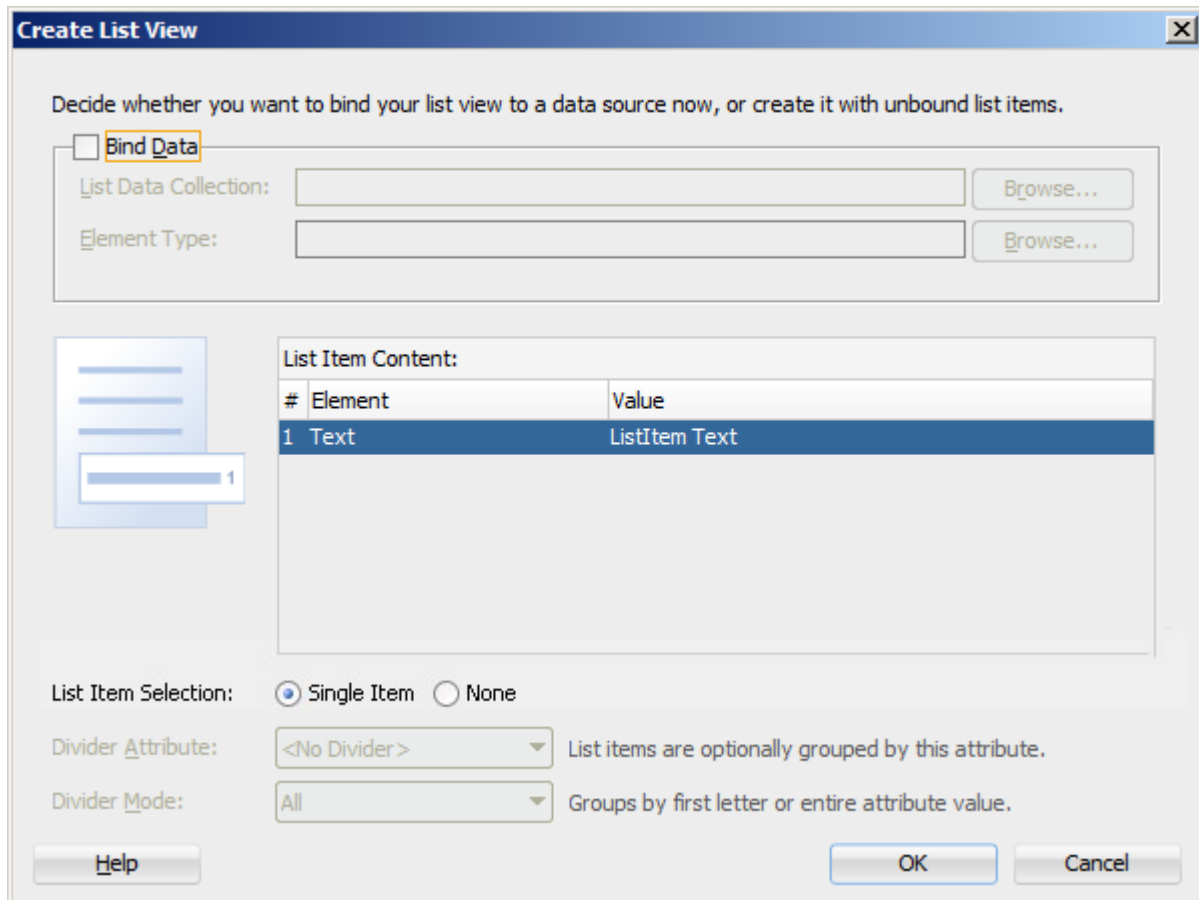 Create List View
Decide whether you want to bind your list view to a data source now, or create it with unbound list items.
Bind Data
List Data Collection: Browse...
Element Type: Browse...
List Item Content:
# Element Value
1 Text ListItem Text
1
List Item Selection: Single Item None
Divider Attribute: <No Divider> List items are optionally grouped by this attribute.
Divider Mode: All Groups by first letter or entire attribute value.
Help OK Cancel